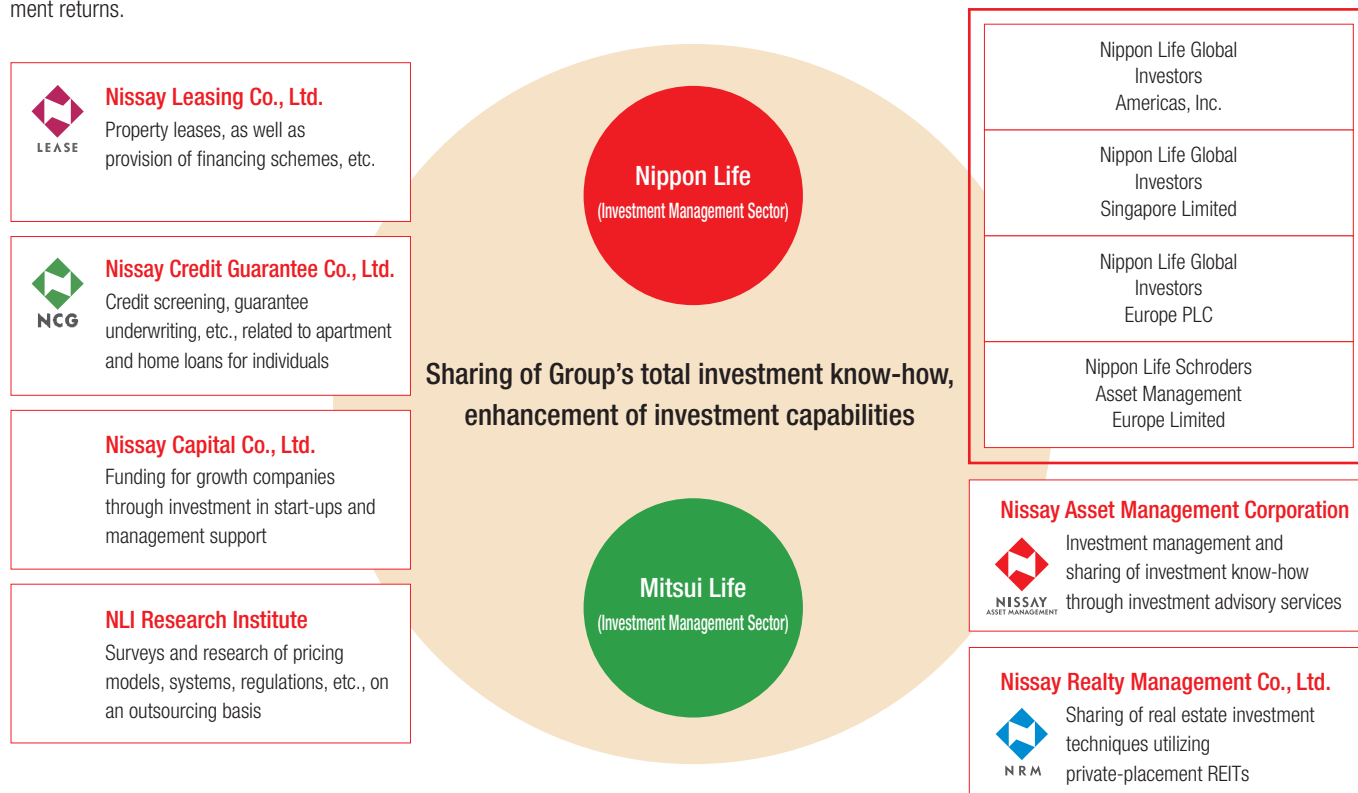 ment returns.
LEASE
Nissay Leasing Co., Ltd.
Property leases, as well as
provision of financing schemes, etc.
NCG
Nissay Credit Guarantee Co., Ltd.
Credit screening, guarantee
underwriting, etc., related to apartment
and home loans for individuals
Nissay Capital Co., Ltd.
Funding for growth companies
through investment in start-ups and
management support
NLI Research Institute
Surveys and research of pricing
models, systems, regulations, etc., on
an outsourcing basis
Nippon Life
(Investment Management Sector)
Sharing of Group’s total investment know-how,
enhancement of investment capabilities
Mitsui Life
(Investment Management Sector)
Nippon Life Global
Investors
Americas, Inc.
Nippon Life Global
Investors
Singapore Limited
Nippon Life Global
Investors
Europe PLC
Nippon Life Schroders
Asset Management
Europe Limited
Nissay Asset Management Corporation
NISSAY
ASSET MANAGEMENT
Investment management and
sharing of investment know-how
through investment advisory services
Nissay Realty Management Co., Ltd.
NRM
Sharing of real estate investment
techniques utilizing
private-placement REITs